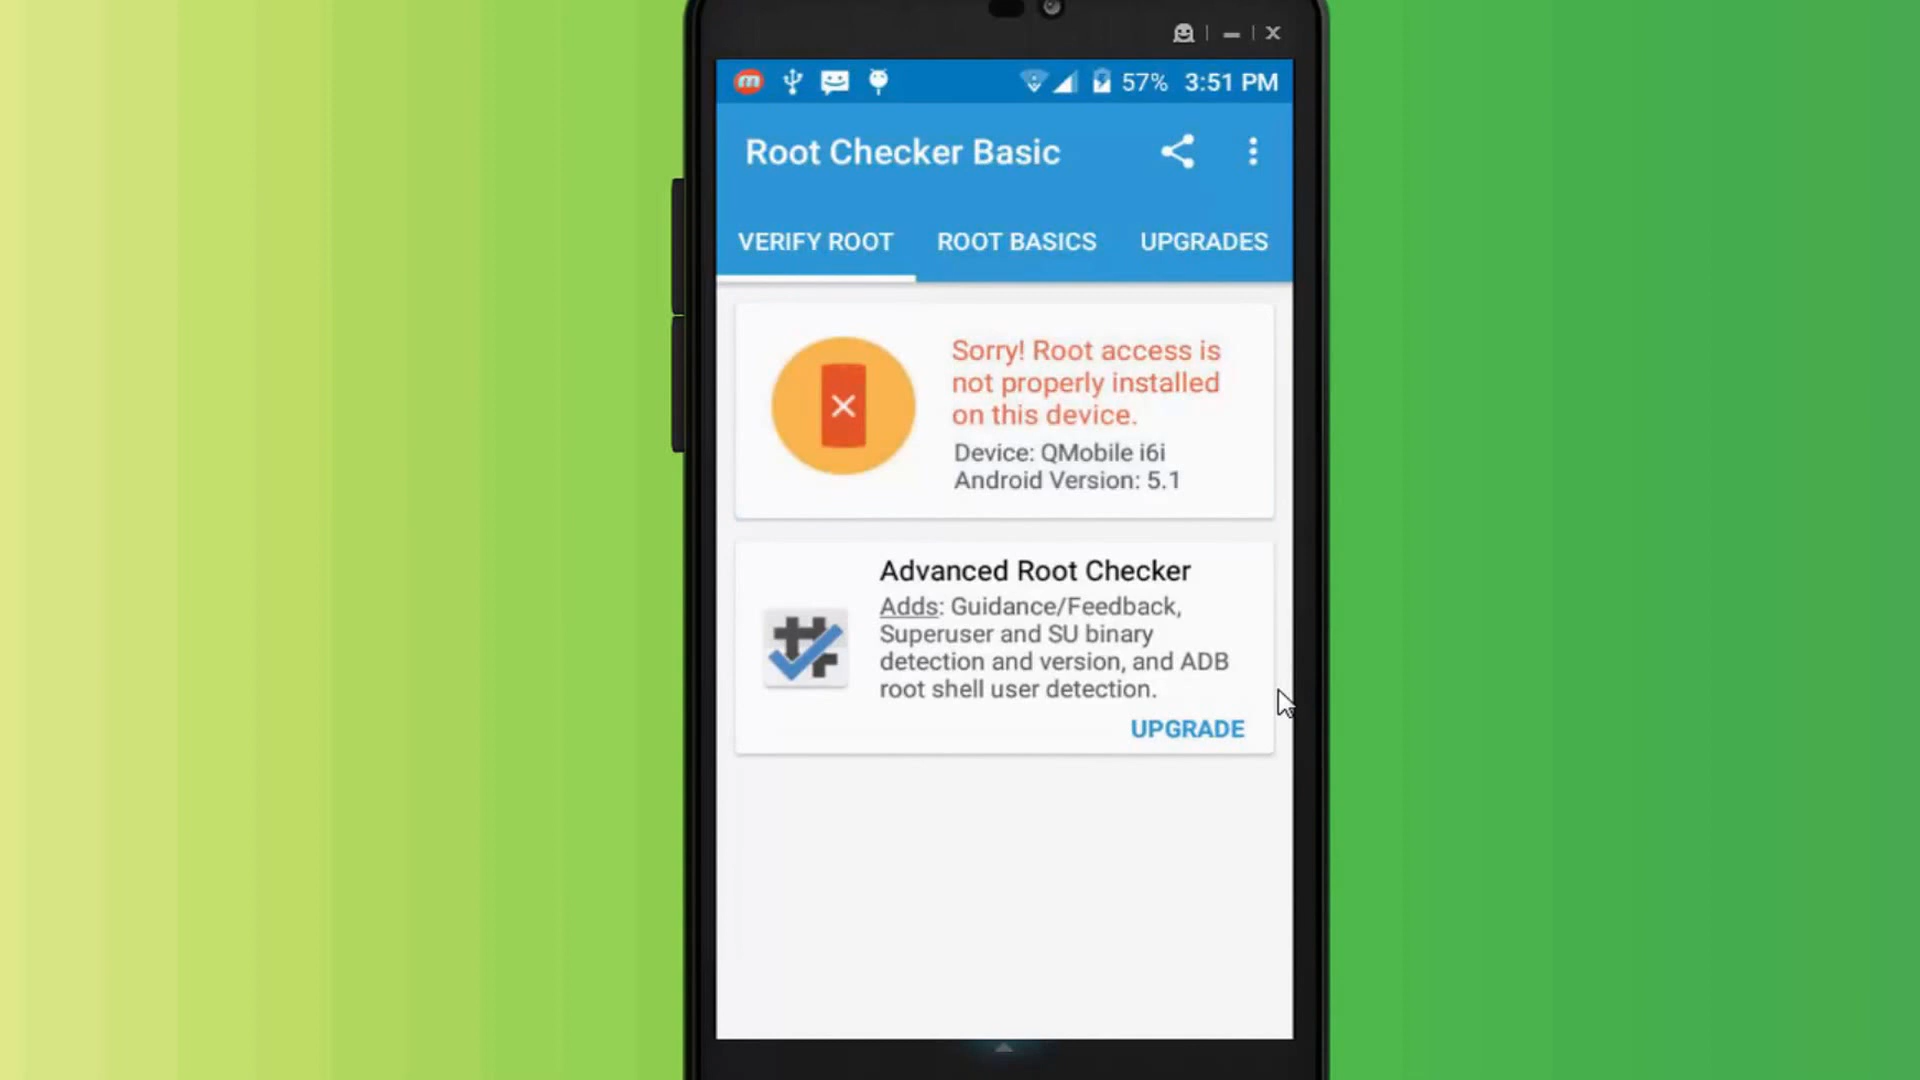 57% 3:51 PM
Root Checker Basic
VERIFY ROOT ROOT BASICS UPGRADES
Sorry! Root access is
not properly installed
on this device.
Device: QMobile i6i
Android Version: 5.1
Advanced Root Checker
Adds: Guidance/Feedback,
Superuser and SU binary
detection and version, and ADB
root shell user detection.
UPGRADE